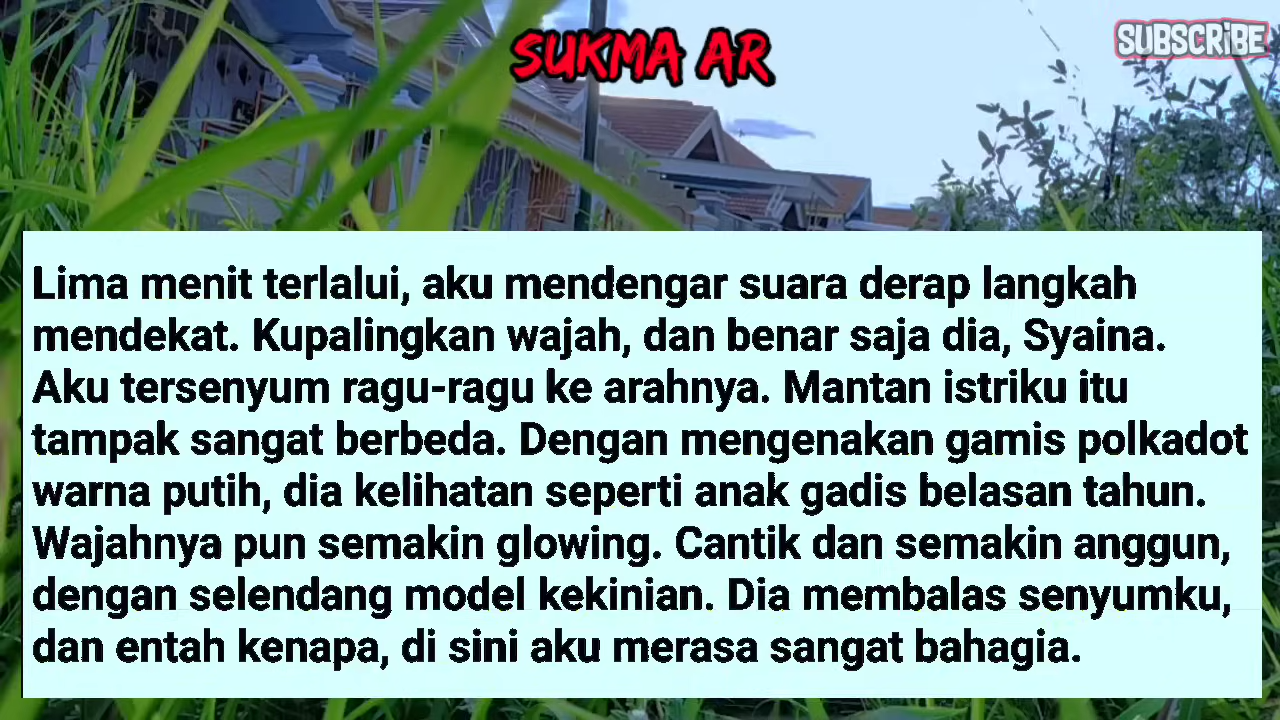 SUKMA AR
SUBSCRiBE
Lima menit terlalui, aku mendengar suara derap langkah
mendekat. Kupalingkan wajah, dan benar saja dia, Syaina.
Aku tersenyum ragu-ragu ke arahnya. Mantan istriku itu
tampak sangat berbeda. Dengan mengenakan gamis polkadot
warna putih, dia kelihatan seperti anak gadis belasan tahun.
Wajahnya pun semakin glowing. Cantik dan semakin anggun,
dengan selendang model kekinian. Dia membalas senyumku,
dan entah kenapa, di sini aku merasa sangat bahagia.